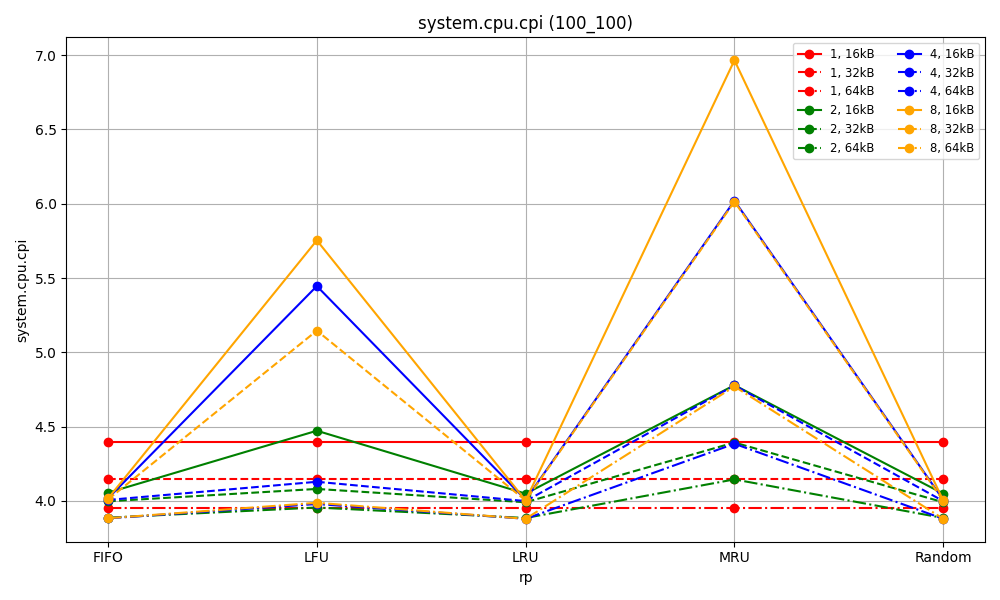 system.cpu.cpi (100_100)
1, 16kB
1, 32kB
1, 64kB
2, 16kB
2, 32kB
2, 64kB
4, 16kB
4, 32kB
4, 64kB
8, 16kB
8, 32kB
8, 64kB
system.cpu.cpi
7.0
6.5
6.0
5.5
5.0
4.5
4.0
FIFO
LFU
LRU
MRU
Random
rp